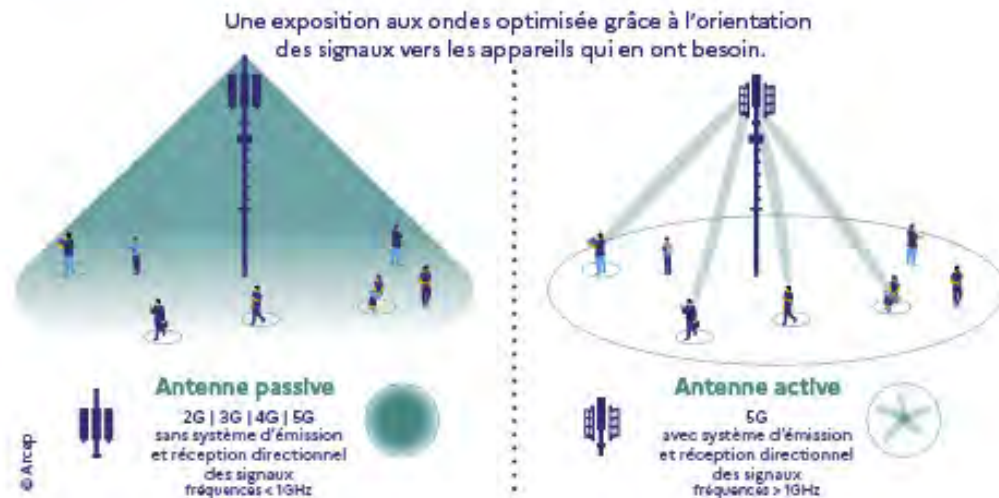 Une exposition aux ondes optimisée grâce à l'orientation
des signaux vers les appareils qui en ont besoin.
Antenne passive
2G | 3G | 4G | 5G
sans système d'émission
et réception directionnel
des signaux
fréquences < 1GHz
Antenne active
5G
avec système d'émission
et réception directionnel
des signaux
fréquences > 1GHz
© Arcep